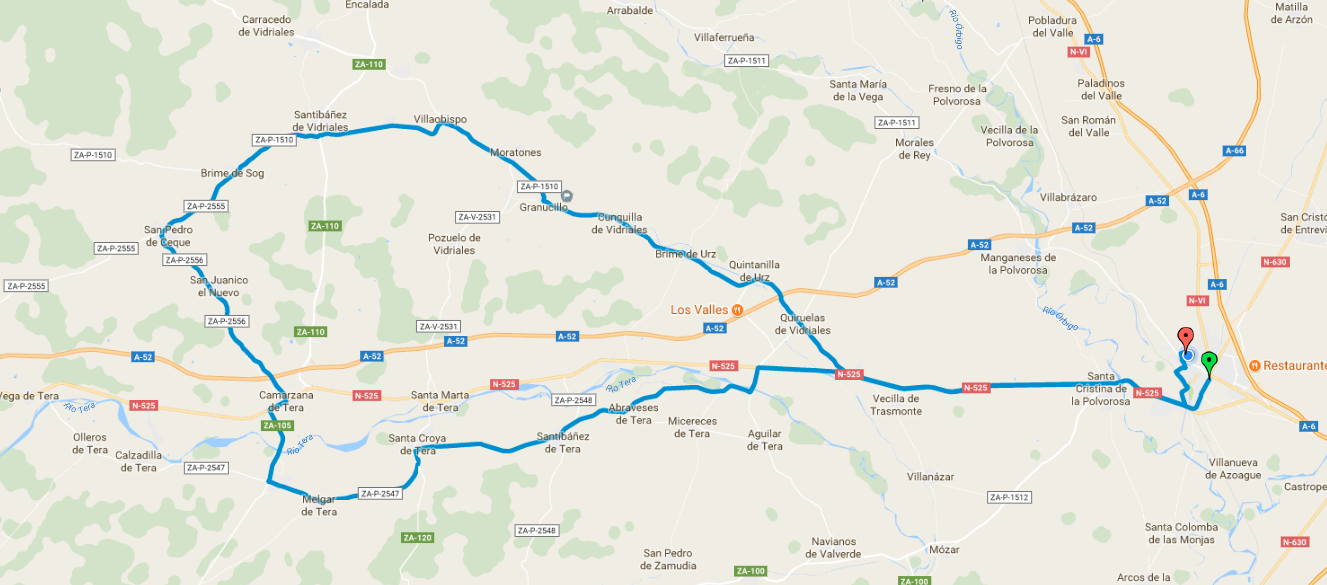 Encalada
Arrabalde
Matilla
de Arzón
Carracedo
de Vidriales
Pobladura
del Valle
Río Órbigo
Villaferrueña
A-6
N-VI
ZA-P-1511
ZA-110
Santa María
de la Vega
Fresno de la
Polvorosa
Paladinos
del Valle
Santibáñez
de Vidriales
Villaobispo
ZA-P-1511
San Román
del Valle
Vecilla de la
Polvorosa
ZA-P-1510
Morales
de Rey
ZA-P-1510
Moratones
A-66
Brime de Sog
ZA-P-1510
A-6
Villabrázaro
A-52
ZA-P-2555
Granucillo
ZA-V-2531
Cunquilla
de Vidriales
San Cristó
de Entrevi
ZA-110
A-52
San Pedro
de Ceque
ZA-P-2555
Pozuelo de
Vidriales
A-52
Brime de Urz
ZA-P-2556
Manganeses de
la Polvorosa
N-630
Quintanilla
de Urz
San Juanico
el Nuevo
ZA-P-2555
A-52
A-6
N-VI
Los Valles
Quiruelas
de Vidriales
Río Órbigo
ZA-P-2556
ZA-110
ZA-V-2531
A-52
A-52
A-52
A-52
A-52
N-525
N-525
Restaurante
Santa
Cristina de
la Polvorosa
N-525
Río Tera
N-525
N-525
Vega de Tera
Camarzana
de Tera
N-525
Santa Marta
de Tera
ZA-P-2548
Vecilla de
Trasmonte
Río Tera
N-525
Abraveses
de Tera
Micereces
de Tera
ZA-105
A-6
Olleros
de Tera
Río Tera
Santa Croya
de Tera
Santibáñez
de Tera
Aguilar
de Tera
Calzadilla
de Tera
ZA-P-2547
Villanueva
de Azoague
Villanázar
Castrope
Melgar
de Tera
ZA-P-2547
ZA-P-1512
ZA-120
ZA-P-2548
Santa Colomba
de las Monjas
Navianos
de Valverde
N-630
San Pedro
de Zamudia
Mózar
ZA-100
ZA-100
Arcos de la